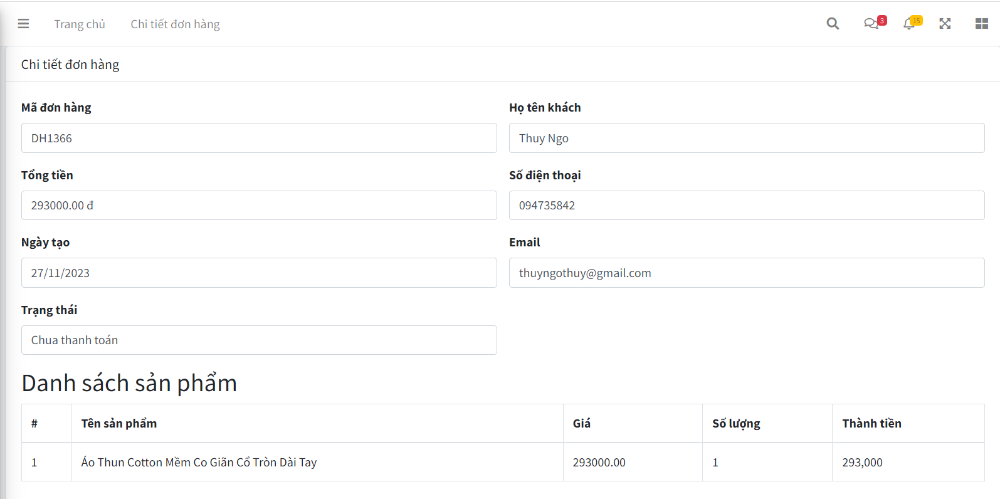 Trang chủ Chi tiết đơn hàng 3 15
Chi tiết đơn hàng
Mã đơn hàng Họ tên khách
DH1366 Thuy Ngo
Tổng tiền Số điện thoại
293000.00 đ 094735842
Ngày tạo Email
27/11/2023 thuyngothuy@gmail.com
Trạng thái
Chua thanh toán
Danh sách sản phẩm
# Tên sản phẩm Giá Số lượng Thành tiền
1 Áo Thun Cotton Mềm Co Giãn Cổ Tròn Dài Tay 293000.00 1 293,000